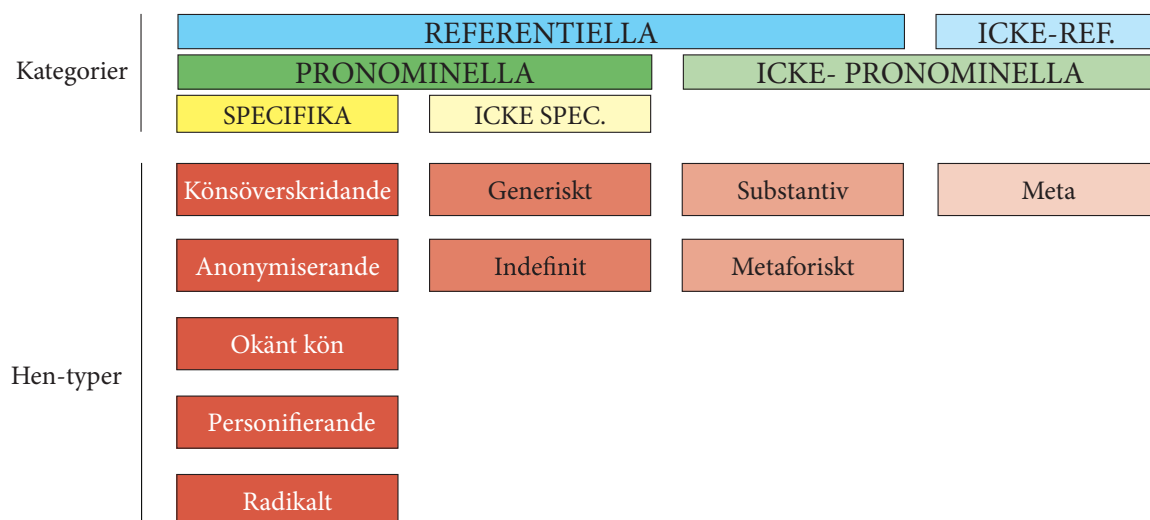 REFERENTIELLA ICKE-REF.
Kategorier PRONOMINELLA ICKE- PRONOMINELLA
SPECIFIKA ICKE SPEC.
Könsöverskridande Generiskt Substantiv Meta
Anonymiserande Indefinit Metaforiskt
Okänt kön
Hen-typer
Personifierande
Radikalt